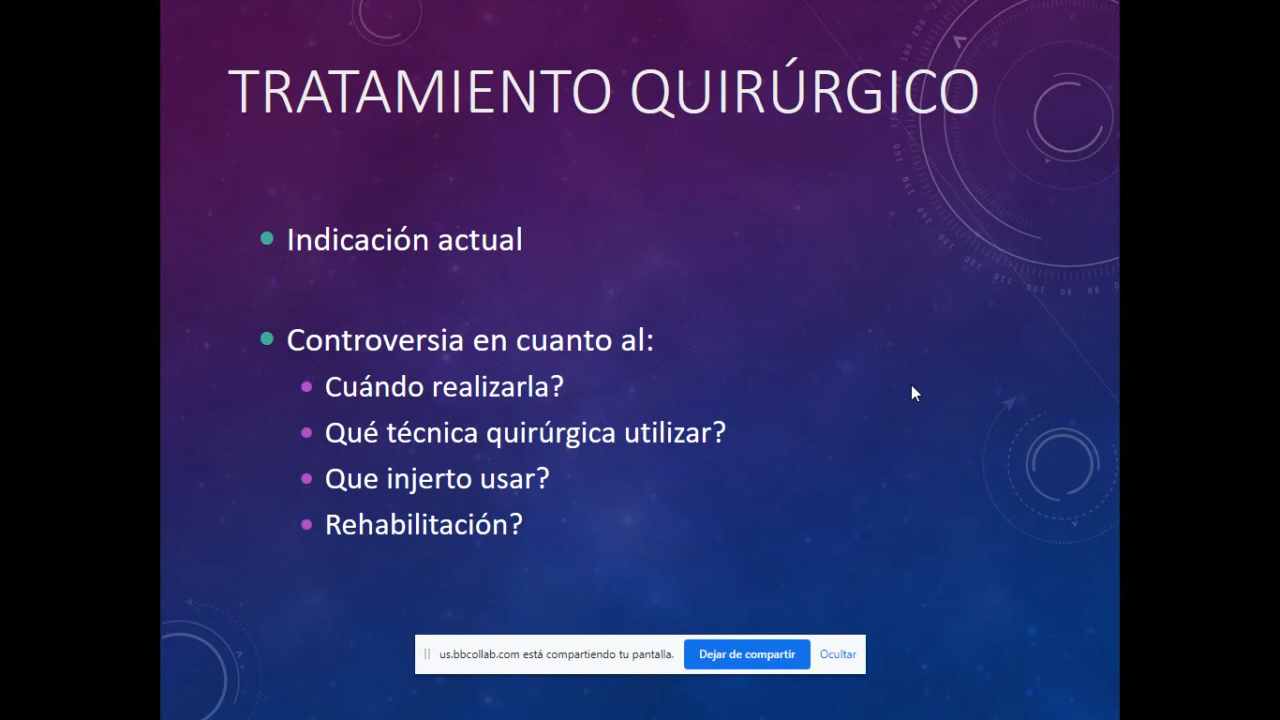 TRATAMIENTO QUIRÚRGICO
Indicación actual
Controversia en cuanto al:
Cuándo realizarla?
Qué técnica quirúrgica utilizar?
Que injerto usar?
Rehabilitación?
us.bbcollab.com está compartiendo tu pantalla.
Dejar de compartir
Ocultar